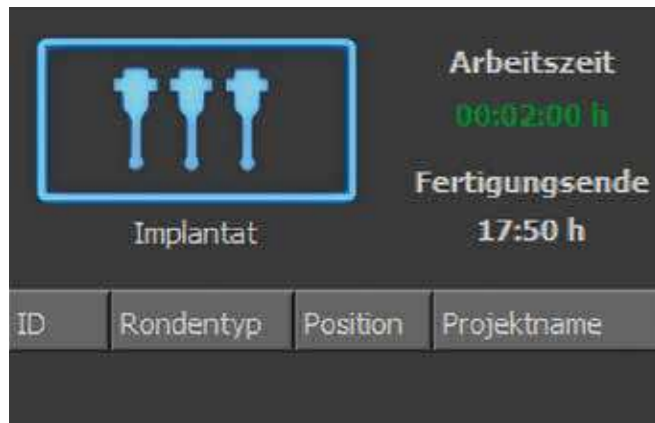 Arbeitszeit
00:02:00 h
Fertigungsende
17:50 h
Implantat
ID Rondentyp Position Projektname